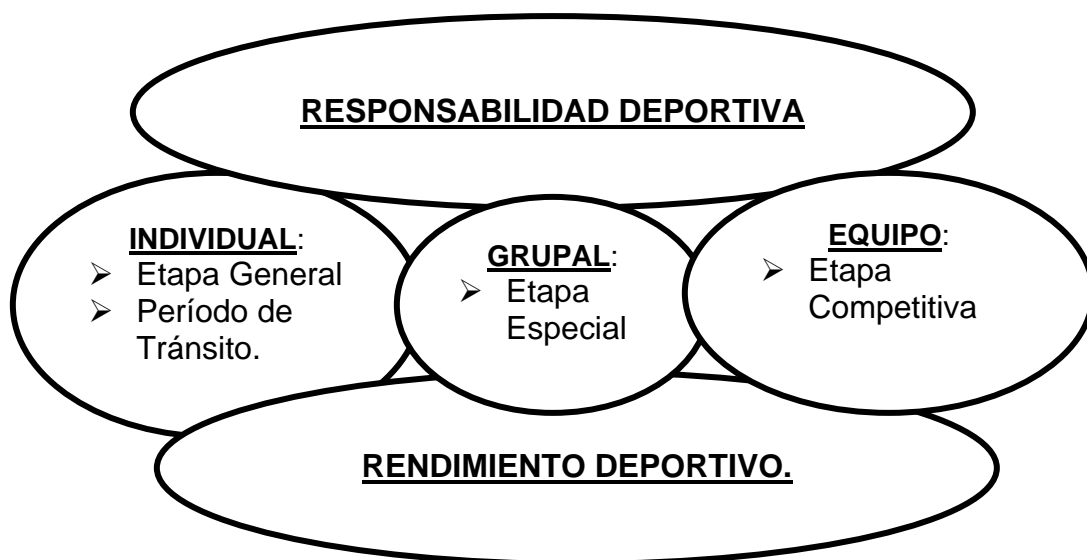 RESPONSABILIDAD DEPORTIVA
INDIVIDUAL:
➢ Etapa General
➢ Período de
Tránsito.
GRUPAL:
➢ Etapa
Especial
EQUIPO:
➢ Etapa
Competitiva
RENDIMIENTO DEPORTIVO.